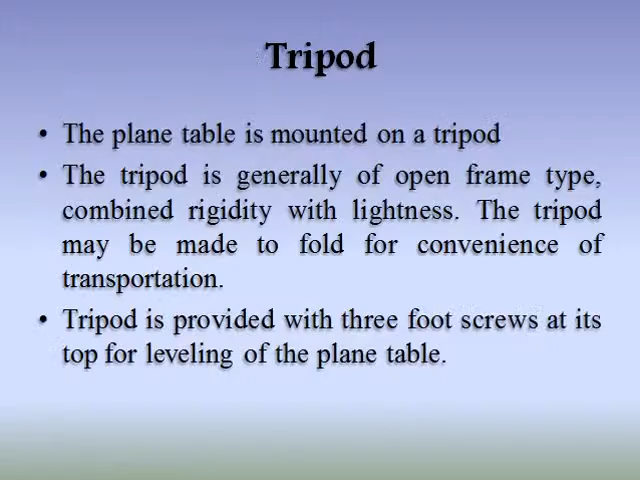 Tripod
• The plane table is mounted on a tripod
• The tripod is generally of open frame type,
combined rigidity with lightness. The tripod
may be made to fold for convenience of
transportation.
• Tripod is provided with three foot screws at its
top for leveling of the plane table.